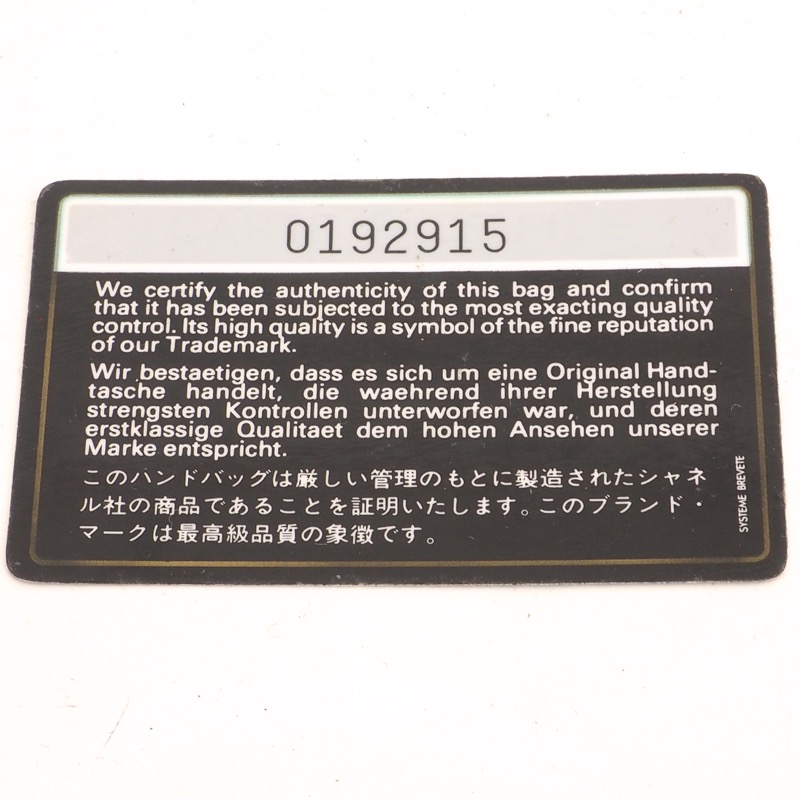 0192915
We certify the authenticity of this bag and confirm
that it has been subjected to the most exacting quality
control. Its high quality is a symbol of the fine reputation
of our Trademark.
Wir bestaetigen, dass es sich um eine Original Hand-
tasche handelt, die waehrend ihrer Herstellung
strengsten Kontrollen unterworfen war, und deren
erstklassige Qualitaet dem hohen Ansehen unserer
Marke entspricht.
このハンドバッグは厳しい管理のもとに製造されたシャネ
ル社の商品であることを証明いたします。このブランド・
マークは最高級品質の象徴です。
SYSTEME BREVETE